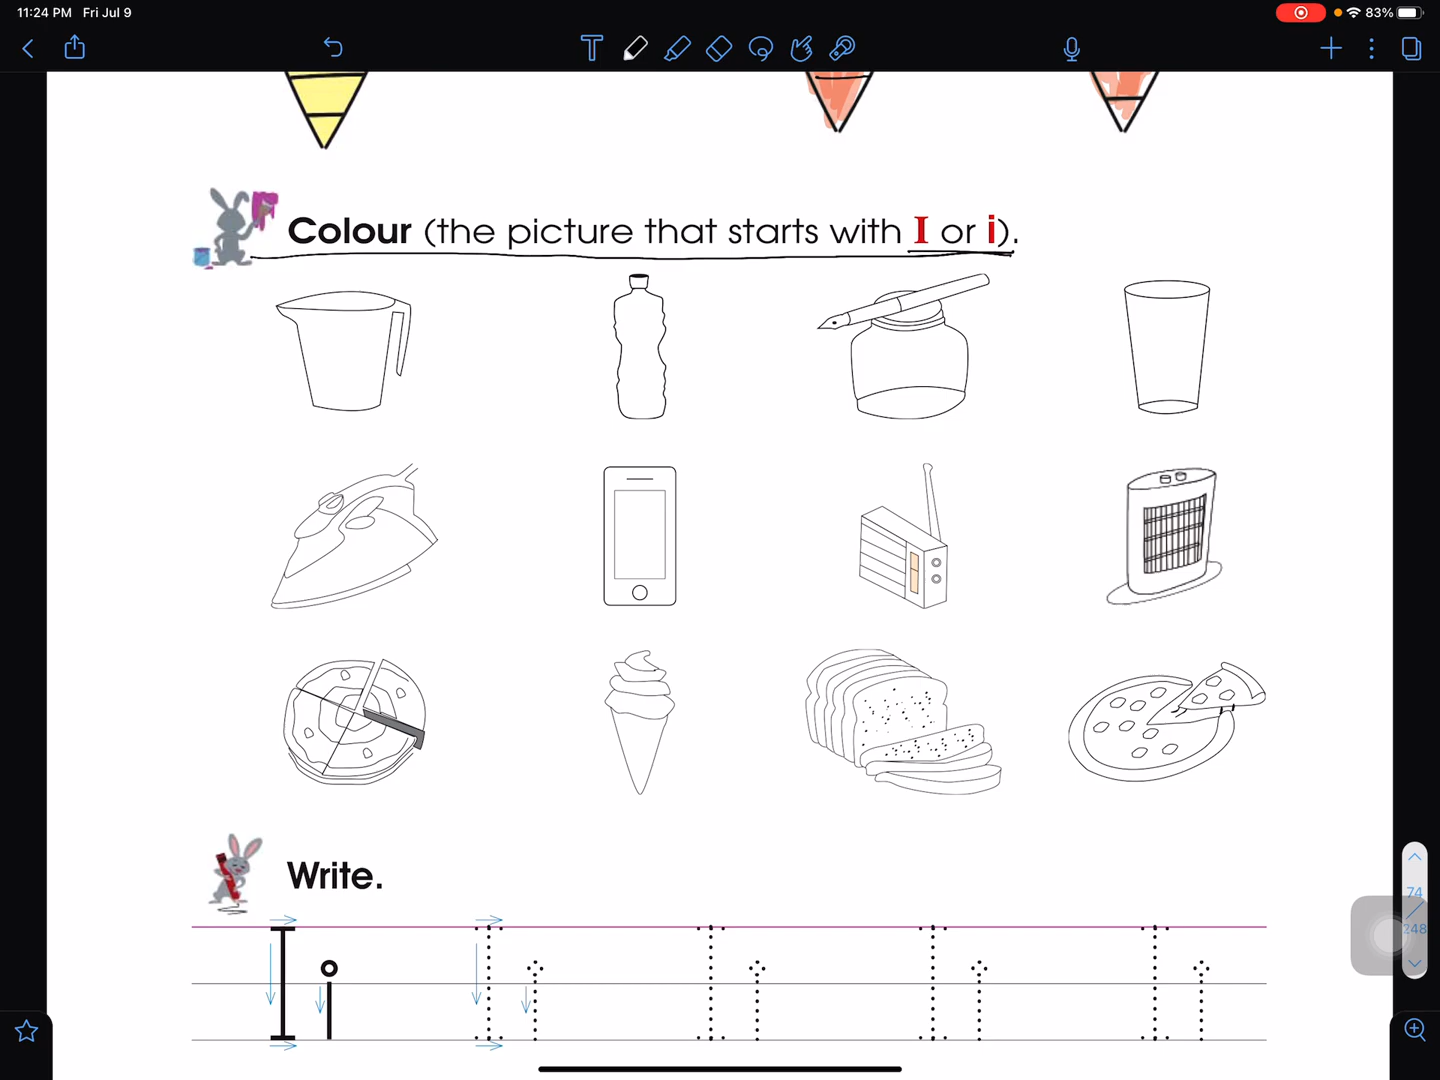 11:24 PM Fri Jul 9
83%
T
Colour (the picture that starts with I or i).
Write.
74
248
I i I i I i I i I i